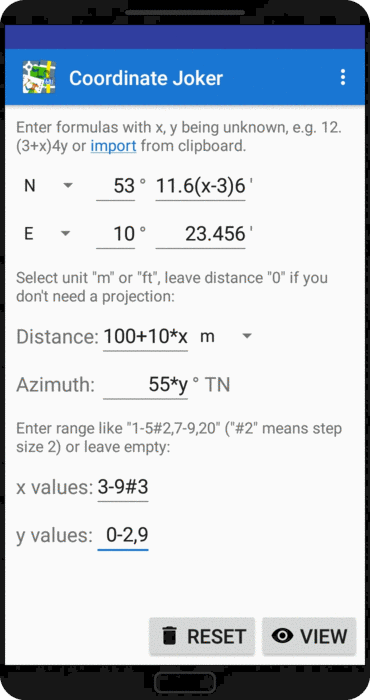 Coordinate Joker
Enter formulas with x, y being unknown, e.g. 12.
(3+x)4y or import from clipboard.
N 53 ° 11.6(x-3)6 '
E 10 ° 23.456 '
Select unit "m" or "ft", leave distance "0" if you
don't need a projection:
Distance: 100+10*x m
Azimuth: 55*y ° TN
Enter range like "1-5#2,7-9,20" ("#2" means step
size 2) or leave empty:
x values: 3-9#3
y values: 0-2,9
RESET VIEW